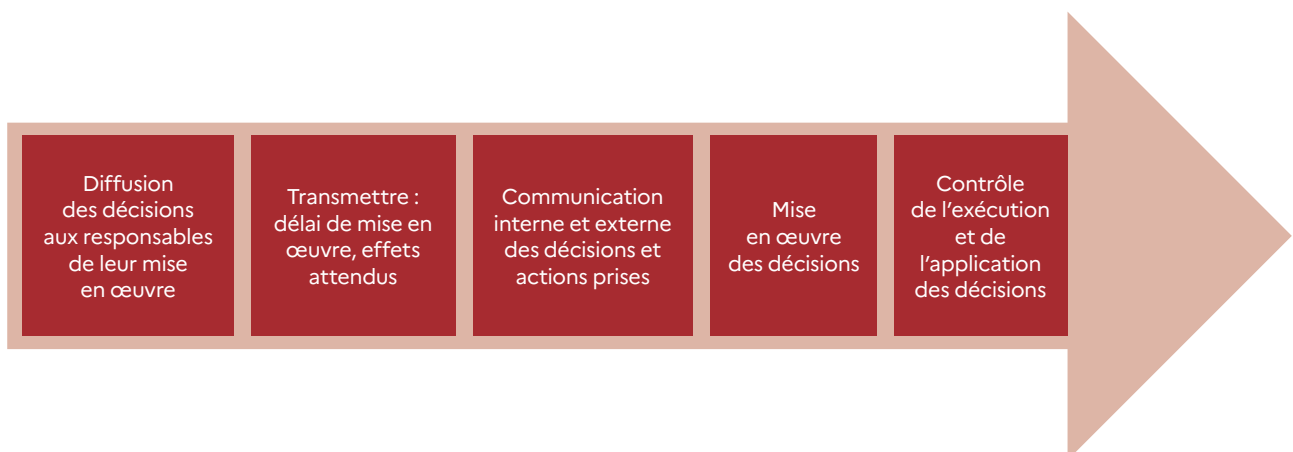 Diffusion
des décisions
aux responsables
de leur mise
en œuvre
Transmettre :
délai de mise en
œuvre, effets
attendus
Communication
interne et externe
des décisions et
actions prises
Mise
en œuvre
des décisions
Contrôle
de l’exécution
et de
l’application
des décisions